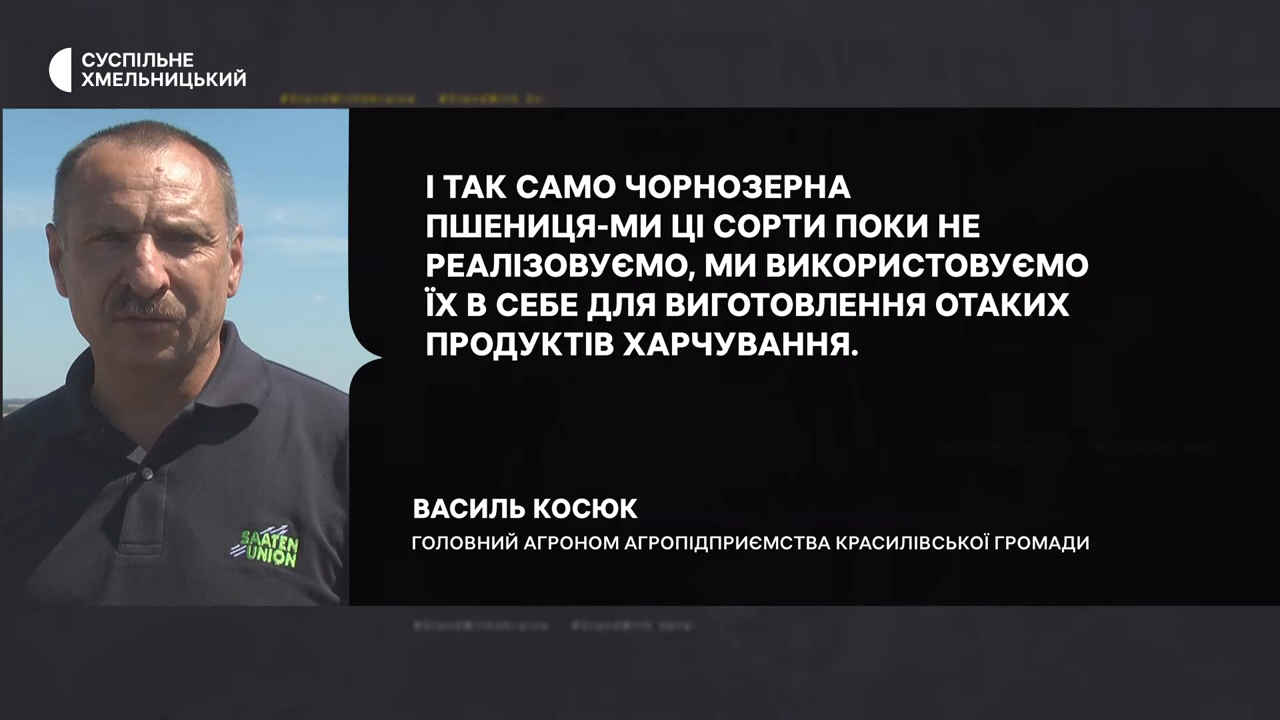 СУСПІЛЬНЕ
ХМЕЛЬНИЦЬКИЙ
І ТАК САМО ЧОРНОЗЕРНА
ПШЕНИЦЯ-МИ ЦІ СОРТИ ПОКИ НЕ
РЕАЛІЗОВУЄМО, МИ ВИКОРИСТОВУЄМО
ЇХ В СЕБЕ ДЛЯ ВИГОТОВЛЕННЯ ОТАКИХ
ПРОДУКТІВ ХАРЧУВАННЯ.
SAATEN
UNION
ВАСИЛЬ КОСЮК
ГОЛОВНИЙ АГРОНОМ АГРОПІДПРИЄМСТВА КРАСИЛІВСЬКОЇ ГРОМАДИ